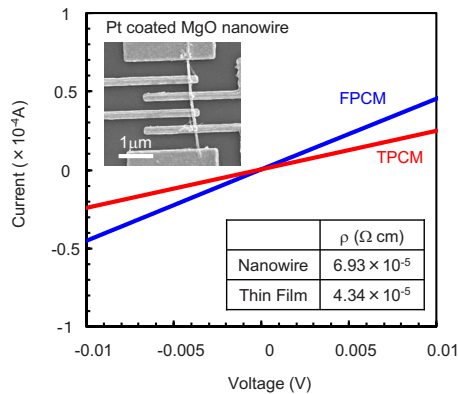 1
Pt coated MgO nanowire
0.5
FPCM
1μm
TPCM
Current (×10⁻⁴A)
0
ρ (Ω cm)
Nanowire 6.93×10⁻⁵
Thin Film 4.34×10⁻⁵
-0.5
-1
-0.01 -0.005 0 0.005 0.01
Voltage (V)